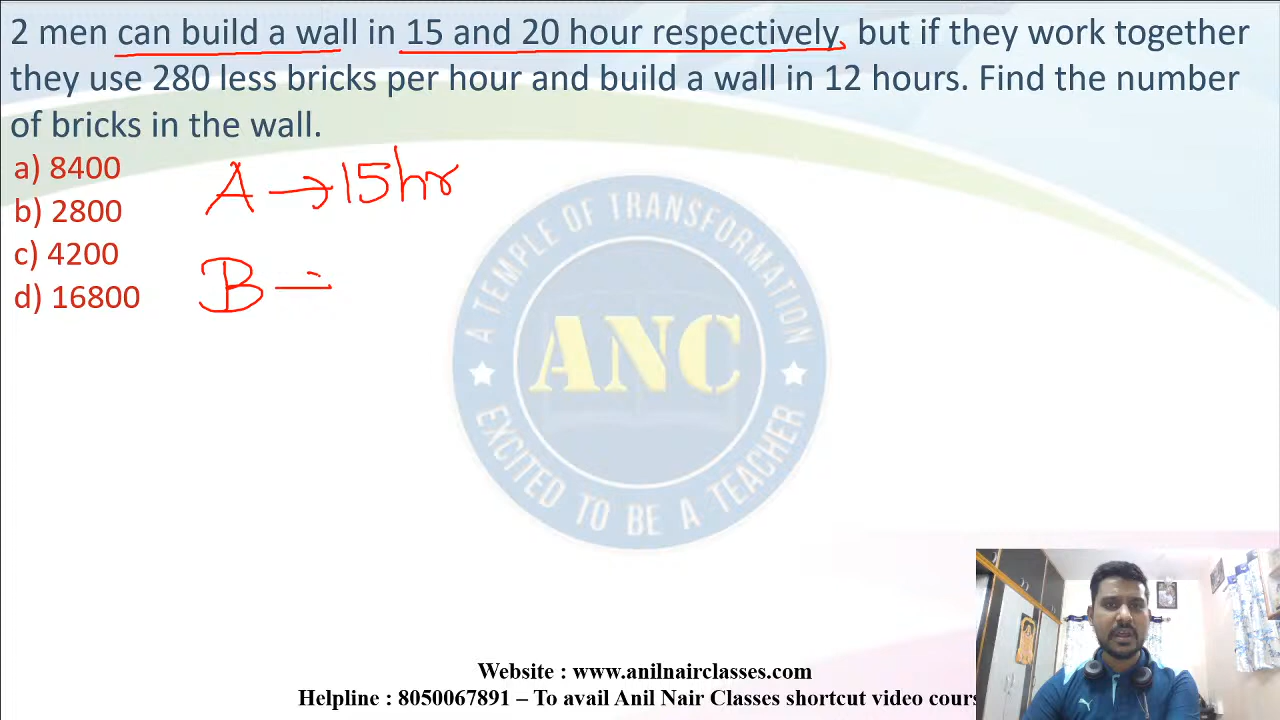 2 men can build a wall in 15 and 20 hour respectively, but if they work together
they use 280 less bricks per hour and build a wall in 12 hours. Find the number
of bricks in the wall.
a) 8400
b) 2800
c) 4200
d) 16800
A → 15hr
B
A TEMPLE OF TRANSFORMATION
ANC
EXCITED TO BE A TEACHER
Website : www.anilnairclasses.com
Helpline : 8050067891 – To avail Anil Nair Classes shortcut video cours